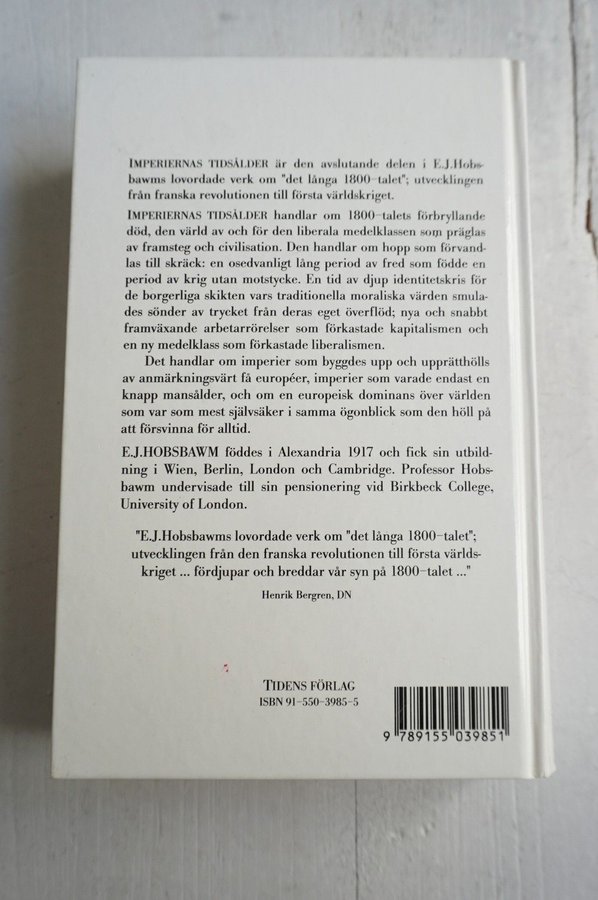 IMPERIERNAS TIDSÅLDER är den avslutande delen i E.J.Hobs-
bawms lovordade verk om "det långa 1800-talet"; utvecklingen
från franska revolutionen till första världskriget.
IMPERIERNAS TIDSÅLDER handlar om 1800-talets förbryllande
död, den värld av och för den liberala medelklassen som präglas
av framsteg och civilisation. Den handlar om hopp som förvand-
las till skräck: en osedvanligt lång period av fred som födde en
period av krig utan motstycke. En tid av djup identitetskris för
de borgerliga skikten vars traditionella moraliska värden smula-
des sönder av trycket från deras eget överflöd; nya och snabbt
framväxande arbetarrörelser som förkastade kapitalismen och
en ny medelklass som förkastade liberalismen.
Det handlar om imperier som byggdes upp och upprätthölls
av anmärkningsvärt få européer, imperier som varade endast en
knapp mansålder, och om en europeisk dominans över världen
som var som mest självsäker i samma ögonblick som den höll på
att försvinna för alltid.
E.J.HOBSBAWM föddes i Alexandria 1917 och fick sin utbild-
ning i Wien, Berlin, London och Cambridge. Professor Hobs-
bawm undervisade till sin pensionering vid Birkbeck College,
University of London.
"E.J.Hobsbawms lovordade verk om "det långa 1800-talet";
utvecklingen från den franska revolutionen till första världs-
kriget ... fördjupar och breddar vår syn på 1800-talet ..."
Henrik Bergren, DN
TIDENS FÖRLAG
ISBN 91-550-3985-5
9 789155 039851